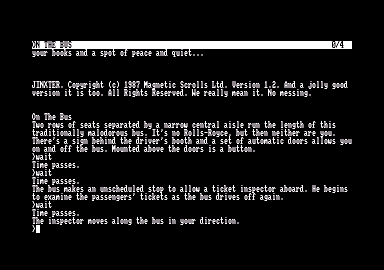 ON THE BUS 0/4
your books and a spot of peace and quiet...
JINXTER. Copyright (c) 1987 Magnetic Scrolls Ltd. Version 1.2. And a jolly good
version it is too. All Rights Reserved. We really mean it. No messing.
On The Bus
Two rows of seats separated by a narrow central aisle run the length of this
traditionally malodorous bus. It's no Rolls-Royce, but then neither are you.
There's a sign behind the driver's booth and a set of automatic doors allows you
on and off the bus. Mounted above the doors is a button.
>wait
Time passes.
>wait
Time passes.
The bus makes an unscheduled stop to allow a ticket inspector aboard. He begins
to examine the passengers' tickets as the bus drives off again.
>wait
Time passes.
The inspector moves along the bus in your direction.
>